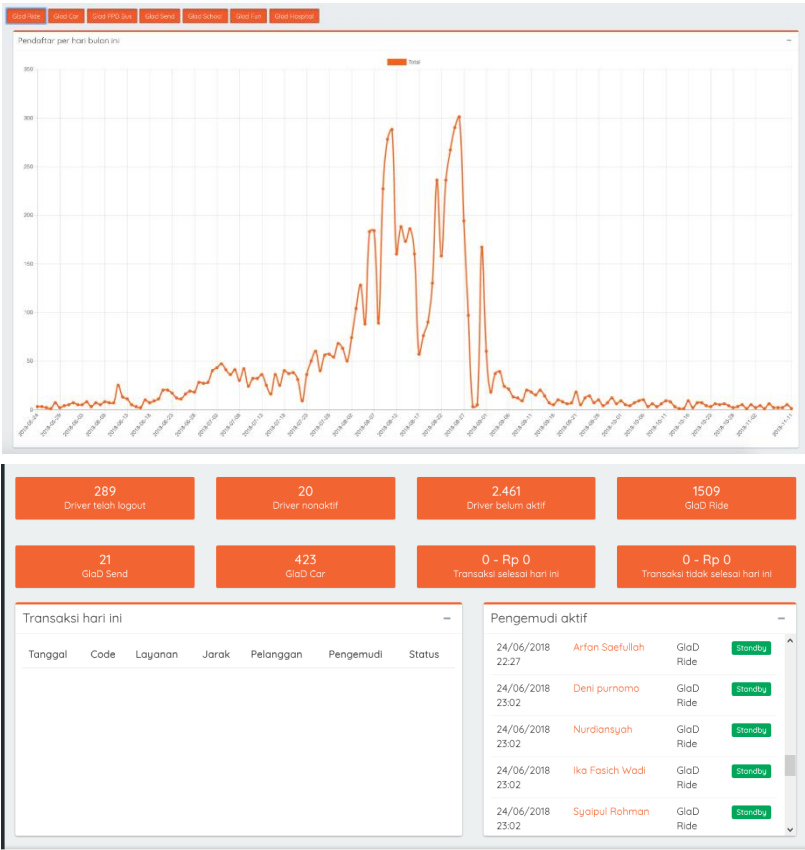 Glad Ride Glad Car Glad PPD Bus Glad Send Glad School Glad Fun Glad Hospital
Pendaftar per hari bulan ini
Total
350
300
250
200
150
100
50
0
289 20 2.461 1509
Driver telah logout Driver nonaktif Driver belum aktif GlaD Ride
21 423 0 - Rp 0 0 - Rp 0
GlaD Send GlaD Car Transaksi selesai hari ini Transaksi tidak selesai hari ini
Transaksi hari ini
Tanggal Code Layanan Jarak Pelanggan Pengemudi Status
Pengemudi aktif
24/06/2018 Arfan Saefullah GlaD Standby
22:27 Ride
24/06/2018 Deni purnomo GlaD Standby
23:02 Ride
24/06/2018 Nurdiansyah GlaD Standby
23:02 Ride
24/06/2018 Ika Fasich Wadi GlaD Standby
23:02 Ride
24/06/2018 Syaipul Rohman GlaD Standby
23:02 Ride